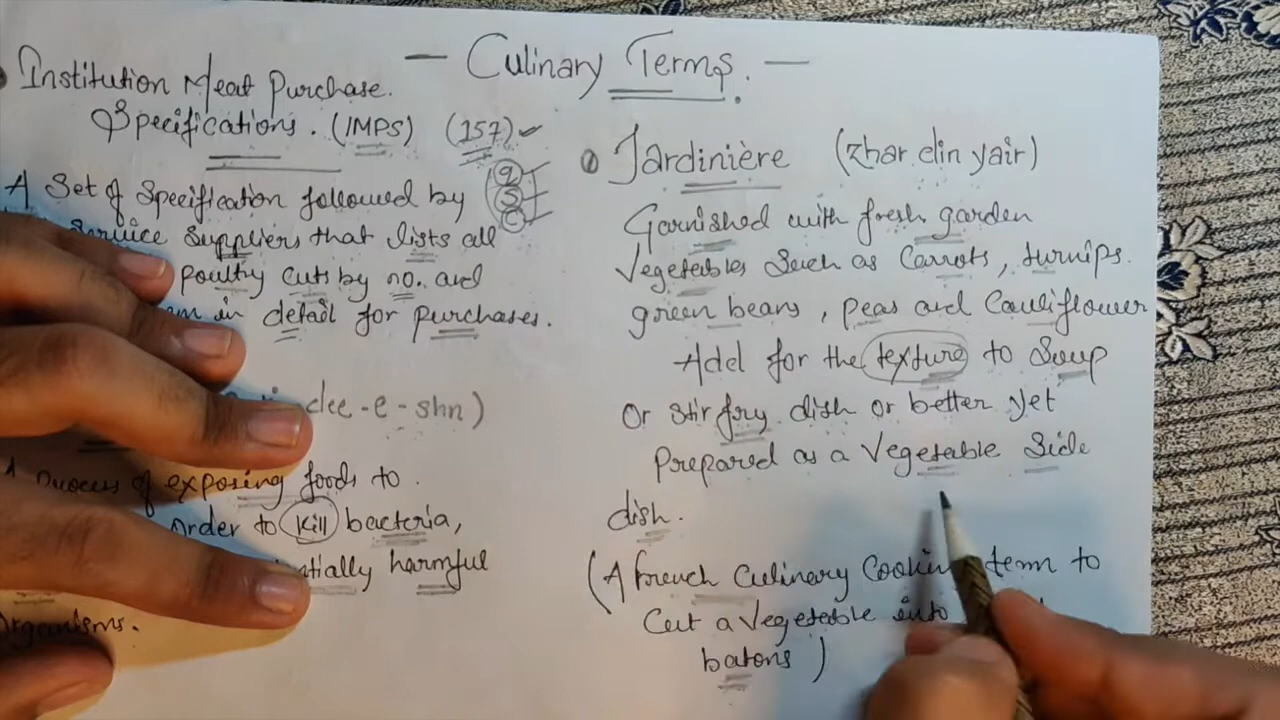 — Culinary Terms. —
Institution Meat Purchase.
Specifications. (IMPS) (157)
A Set of Specification followed by
Service Suppliers that lists all
poultry cuts by no. and
in detail for purchases.
dee-e-shn)
A process of exposing foods to.
order to kill bacteria,
harmful
organisms.
Jardinière (zhar din yair)
Garnished with fresh garden
Vegetables Such as Carrots, turnips.
green beans, peas and Cauliflower
Add for the texture to Soup
Or Stir fry dish or better yet
Prepared as a Vegetable Side
dish.
(A French Culinary Cooking term to
Cut a Vegetable into
batons)